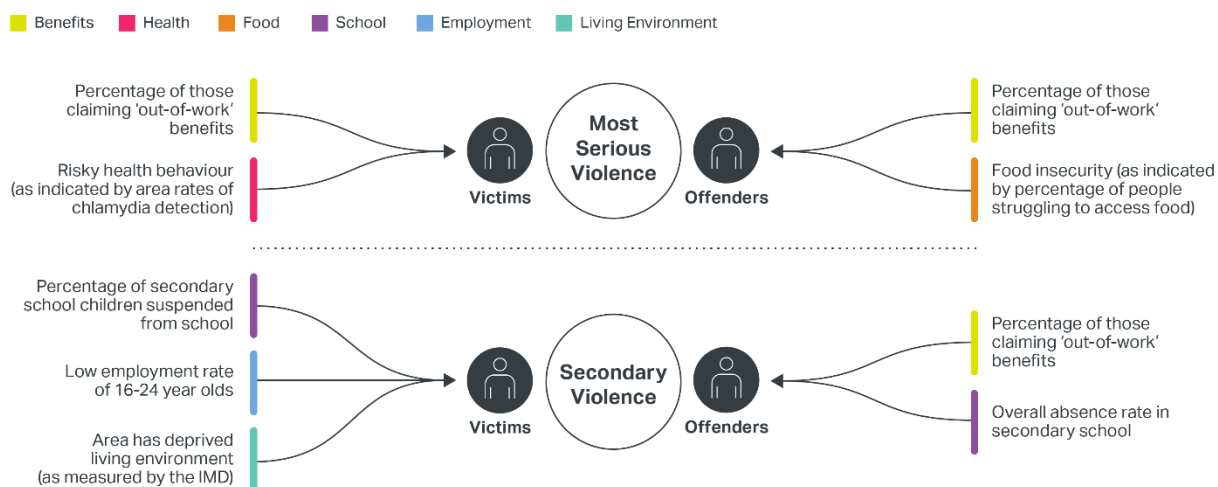 Benefits Health Food School Employment Living Environment
Percentage of those
claiming 'out-of-work'
benefits
Risky health behaviour
(as indicated by area rates of
chlamydia detection)
Victims
Most
Serious
Violence
Offenders
Percentage of those
claiming 'out-of-work'
benefits
Food insecurity (as indicated
by percentage of people
struggling to access food)
Percentage of secondary
school children suspended
from school
Low employment rate
of 16-24 year olds
Area has deprived
living environment
(as measured by the IMD)
Victims
Secondary
Violence
Offenders
Percentage of those
claiming 'out-of-work'
benefits
Overall absence rate in
secondary school